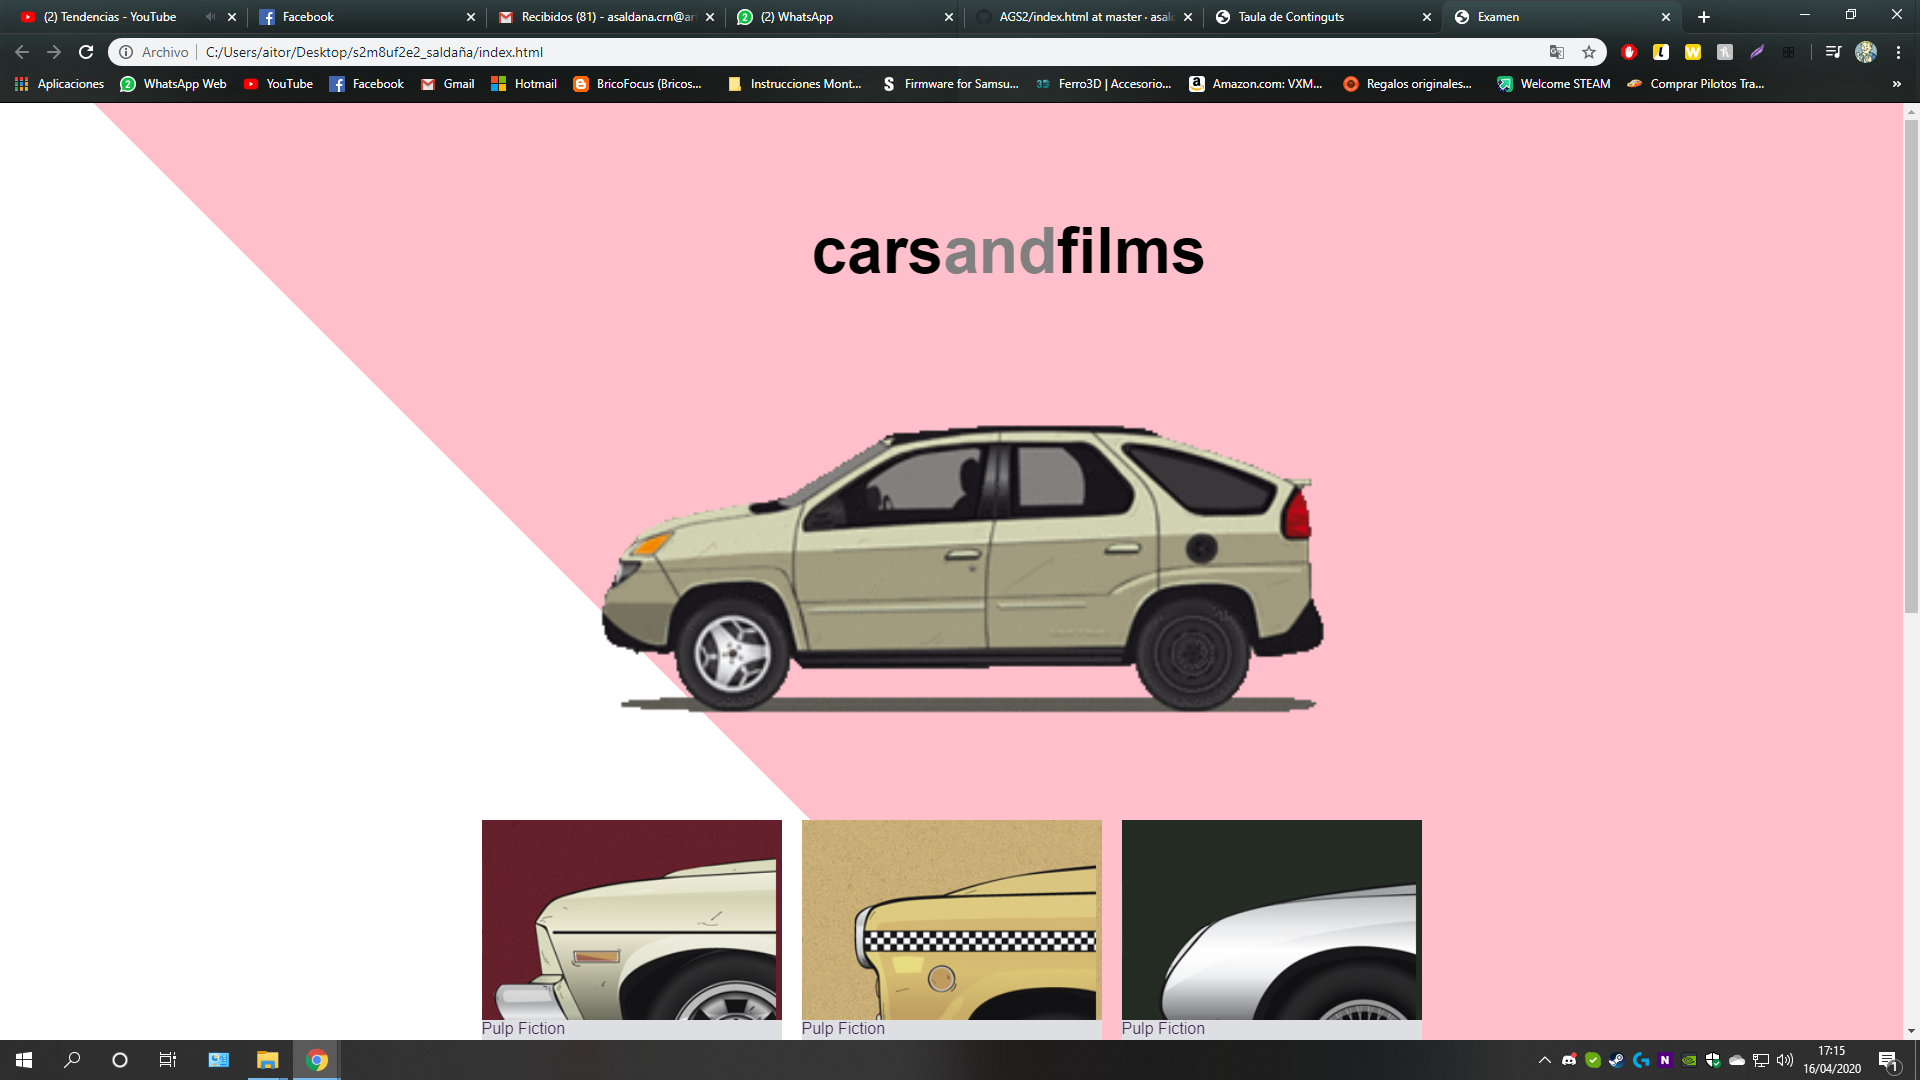 (2) Tendencias - YouTube
Facebook
Recibidos (81) - asaldana.crn@ar
(2) WhatsApp
AGS2/index.html at master · asal
Taula de Continguts
Examen
Archivo
C:/Users/aitor/Desktop/s2m8uf2e2_saldaña/index.html
Aplicaciones
WhatsApp Web
YouTube
Facebook
Gmail
Hotmail
BricoFocus (Bricos...
Instrucciones Mont...
Firmware for Samsu...
Ferro3D | Accesorio...
Amazon.com: VXM...
Regalos originales...
Welcome STEAM
Comprar Pilotos Tra...
»
carsandfilms
Pulp Fiction
Pulp Fiction
Pulp Fiction
17:15
16/04/2020
1